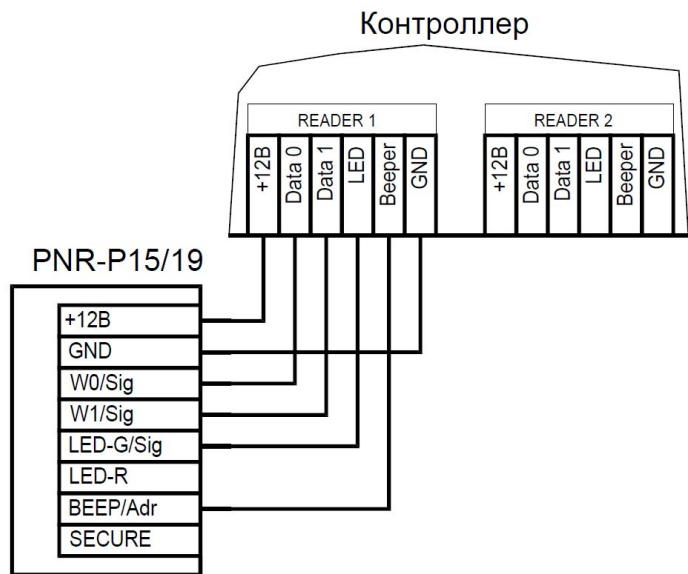 Контроллер
READER 1
READER 2
+12В
Data 0
Data 1
LED
Beeper
GND
+12В
Data 0
Data 1
LED
Beeper
GND
PNR-P15/19
+12В
GND
W0/Sig
W1/Sig
LED-G/Sig
LED-R
BEEP/Adr
SECURE